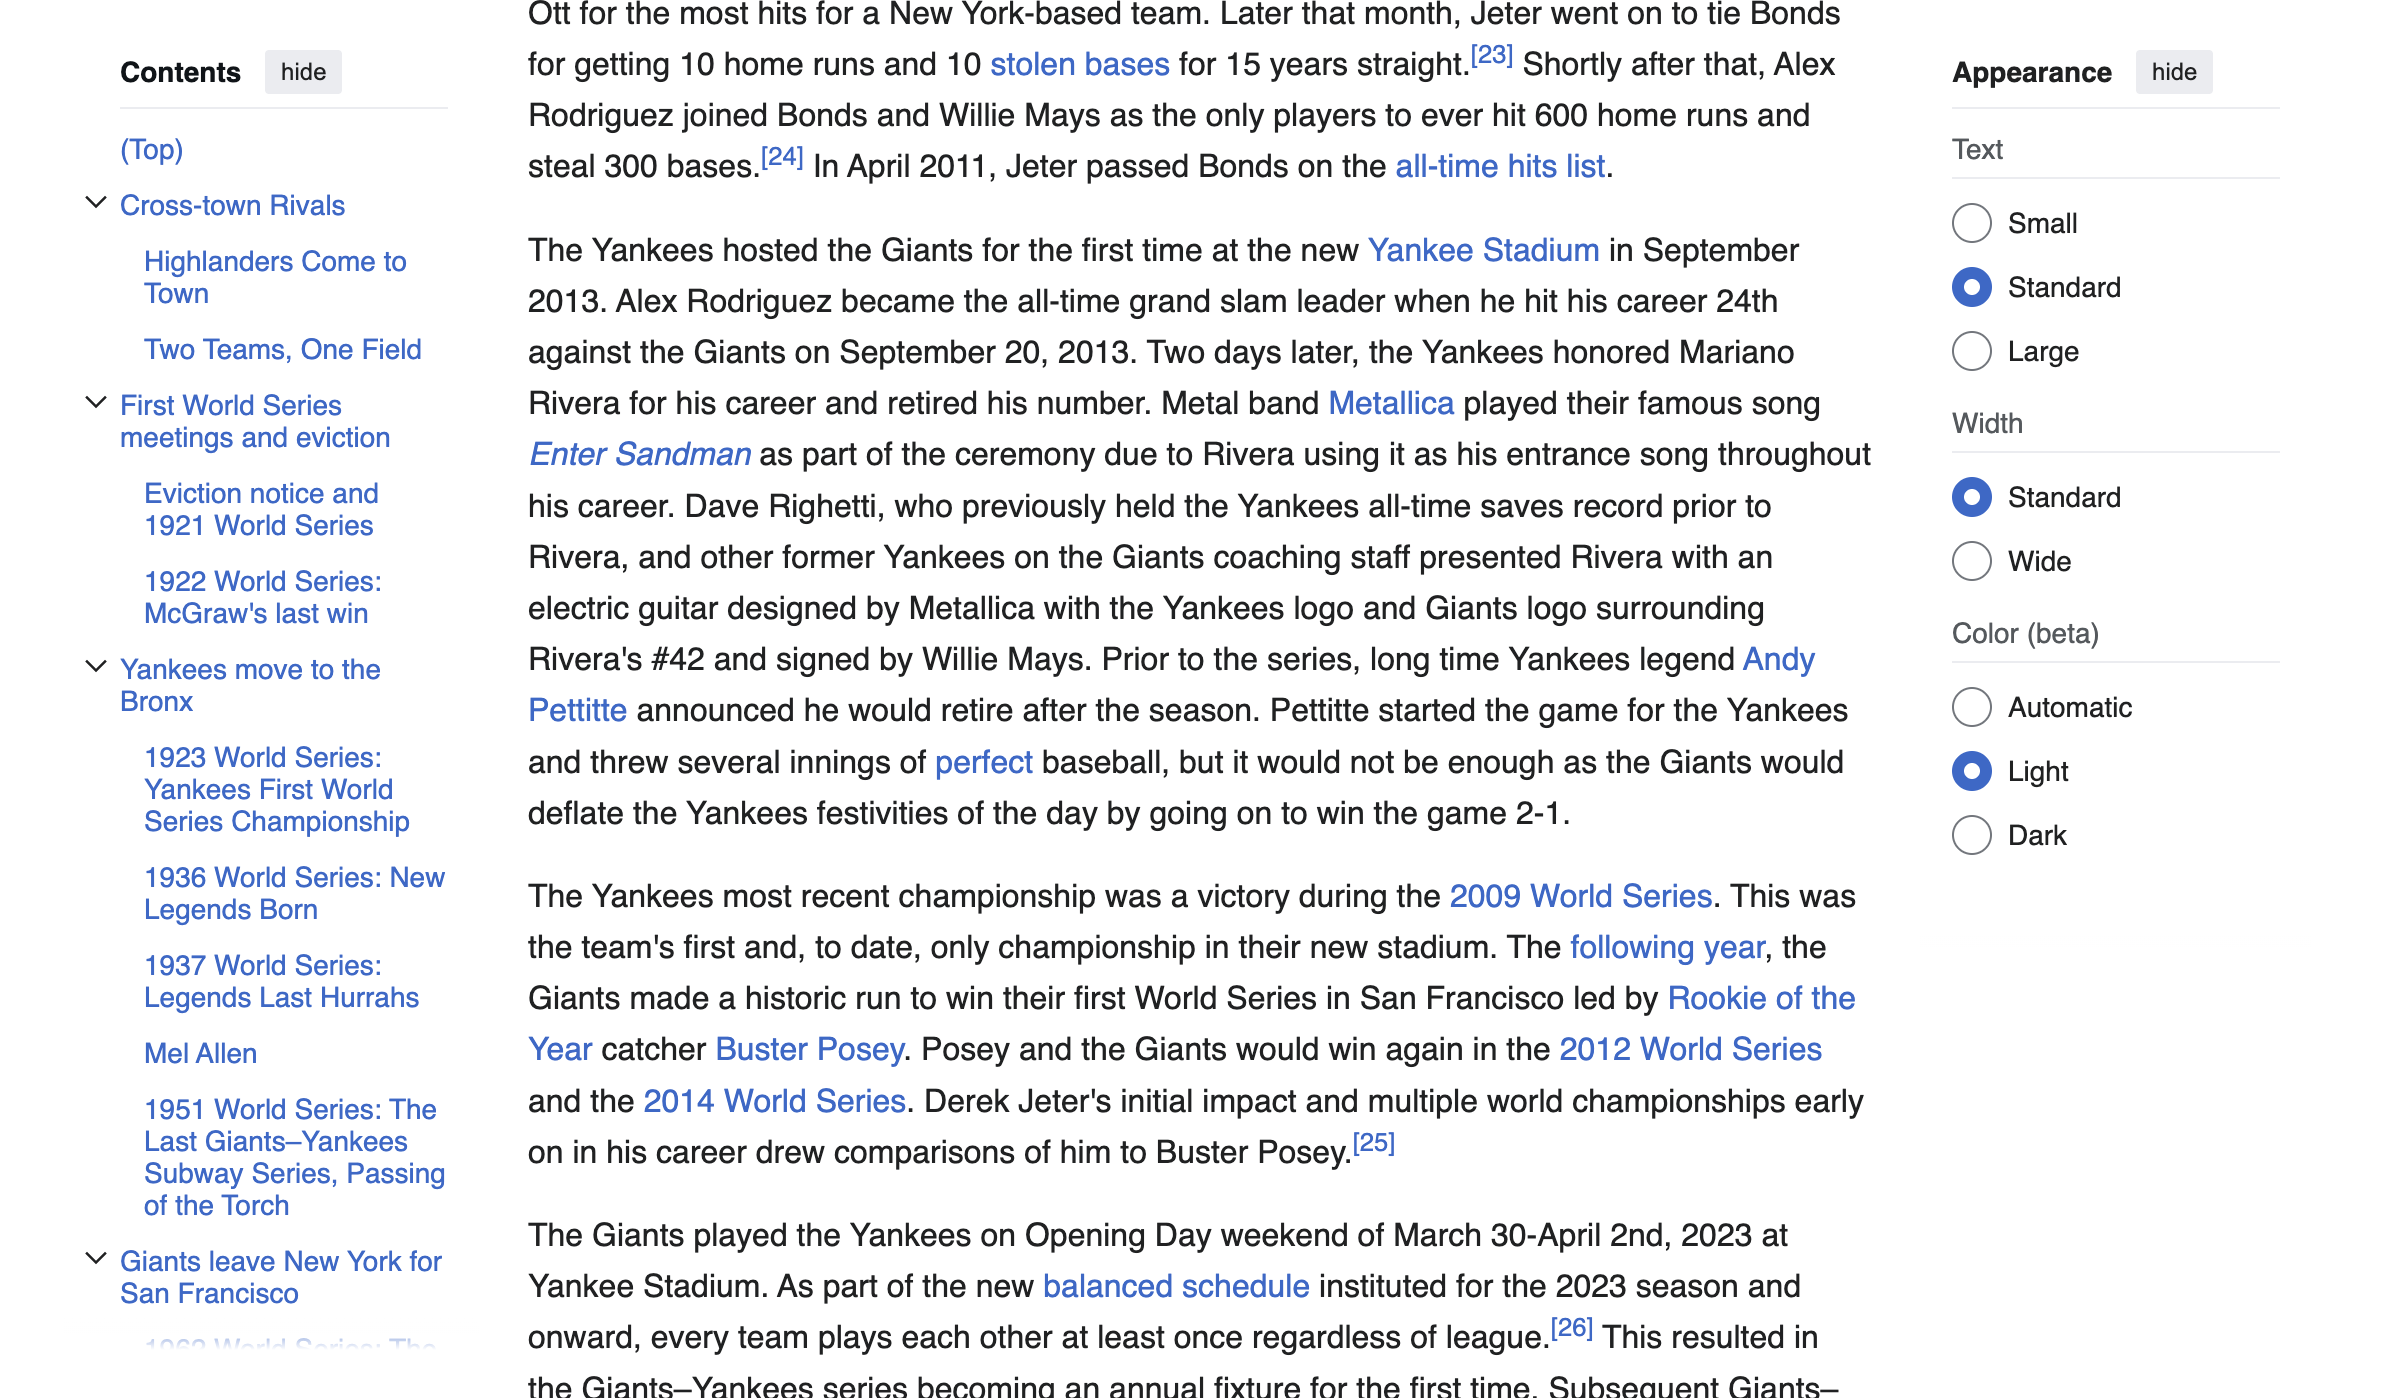 Contents hide
(Top)
Cross-town Rivals
Highlanders Come to
Town
Two Teams, One Field
First World Series
meetings and eviction
Eviction notice and
1921 World Series
1922 World Series:
McGraw's last win
Yankees move to the
Bronx
1923 World Series:
Yankees First World
Series Championship
1936 World Series: New
Legends Born
1937 World Series:
Legends Last Hurrahs
Mel Allen
1951 World Series: The
Last Giants–Yankees
Subway Series, Passing
of the Torch
Giants leave New York for
San Francisco
1962 World Series: The
Ott for the most hits for a New York-based team. Later that month, Jeter went on to tie Bonds
for getting 10 home runs and 10 stolen bases for 15 years straight.[23] Shortly after that, Alex
Rodriguez joined Bonds and Willie Mays as the only players to ever hit 600 home runs and
steal 300 bases.[24] In April 2011, Jeter passed Bonds on the all-time hits list.
The Yankees hosted the Giants for the first time at the new Yankee Stadium in September
2013. Alex Rodriguez became the all-time grand slam leader when he hit his career 24th
against the Giants on September 20, 2013. Two days later, the Yankees honored Mariano
Rivera for his career and retired his number. Metal band Metallica played their famous song
Enter Sandman as part of the ceremony due to Rivera using it as his entrance song throughout
his career. Dave Righetti, who previously held the Yankees all-time saves record prior to
Rivera, and other former Yankees on the Giants coaching staff presented Rivera with an
electric guitar designed by Metallica with the Yankees logo and Giants logo surrounding
Rivera's #42 and signed by Willie Mays. Prior to the series, long time Yankees legend Andy
Pettitte announced he would retire after the season. Pettitte started the game for the Yankees
and threw several innings of perfect baseball, but it would not be enough as the Giants would
deflate the Yankees festivities of the day by going on to win the game 2-1.
The Yankees most recent championship was a victory during the 2009 World Series. This was
the team's first and, to date, only championship in their new stadium. The following year, the
Giants made a historic run to win their first World Series in San Francisco led by Rookie of the
Year catcher Buster Posey. Posey and the Giants would win again in the 2012 World Series
and the 2014 World Series. Derek Jeter's initial impact and multiple world championships early
on in his career drew comparisons of him to Buster Posey.[25]
The Giants played the Yankees on Opening Day weekend of March 30-April 2nd, 2023 at
Yankee Stadium. As part of the new balanced schedule instituted for the 2023 season and
onward, every team plays each other at least once regardless of league.[26] This resulted in
the Giants–Yankees series becoming an annual fixture for the first time. Subsequent Giants–
Appearance hide
Text
Small
Standard
Large
Width
Standard
Wide
Color (beta)
Automatic
Light
Dark